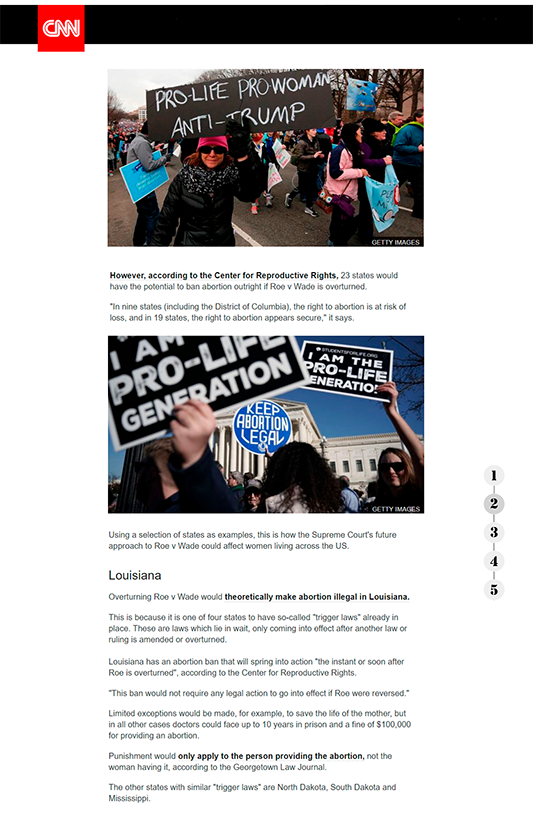 CNN
PRO-LIFE PRO-WOMAN
ANTI-TRUMP
GETTY IMAGES
However, according to the Center for Reproductive Rights, 23 states would
have the potential to ban abortion outright if Roe v Wade is overturned.
"In nine states (including the District of Columbia), the right to abortion is at risk of
loss, and in 19 states, the right to abortion appears secure," it says.
I AM
PRO-LIFE
GENERATION
STUDENTSFORLIFE.ORG
I AM THE
PRO-LIFE
GENERATIO
KEEP
ABORTION
LEGAL
GETTY IMAGES
1
2
3
4
5
Using a selection of states as examples, this is how the Supreme Court's future
approach to Roe v Wade could affect women living across the US.
Louisiana
Overturning Roe v Wade would theoretically make abortion illegal in Louisiana.
This is because it is one of four states to have so-called "trigger laws" already in
place. These are laws which lie in wait, only coming into effect after another law or
ruling is amended or overturned.
Louisiana has an abortion ban that will spring into action "the instant or soon after
Roe is overturned", according to the Center for Reproductive Rights.
"This ban would not require any legal action to go into effect if Roe were reversed."
Limited exceptions would be made, for example, to save the life of the mother, but
in all other cases doctors could face up to 10 years in prison and a fine of $100,000
for providing an abortion.
Punishment would only apply to the person providing the abortion, not the
woman having it, according to the Georgetown Law Journal.
The other states with similar "trigger laws" are North Dakota, South Dakota and
Mississippi.